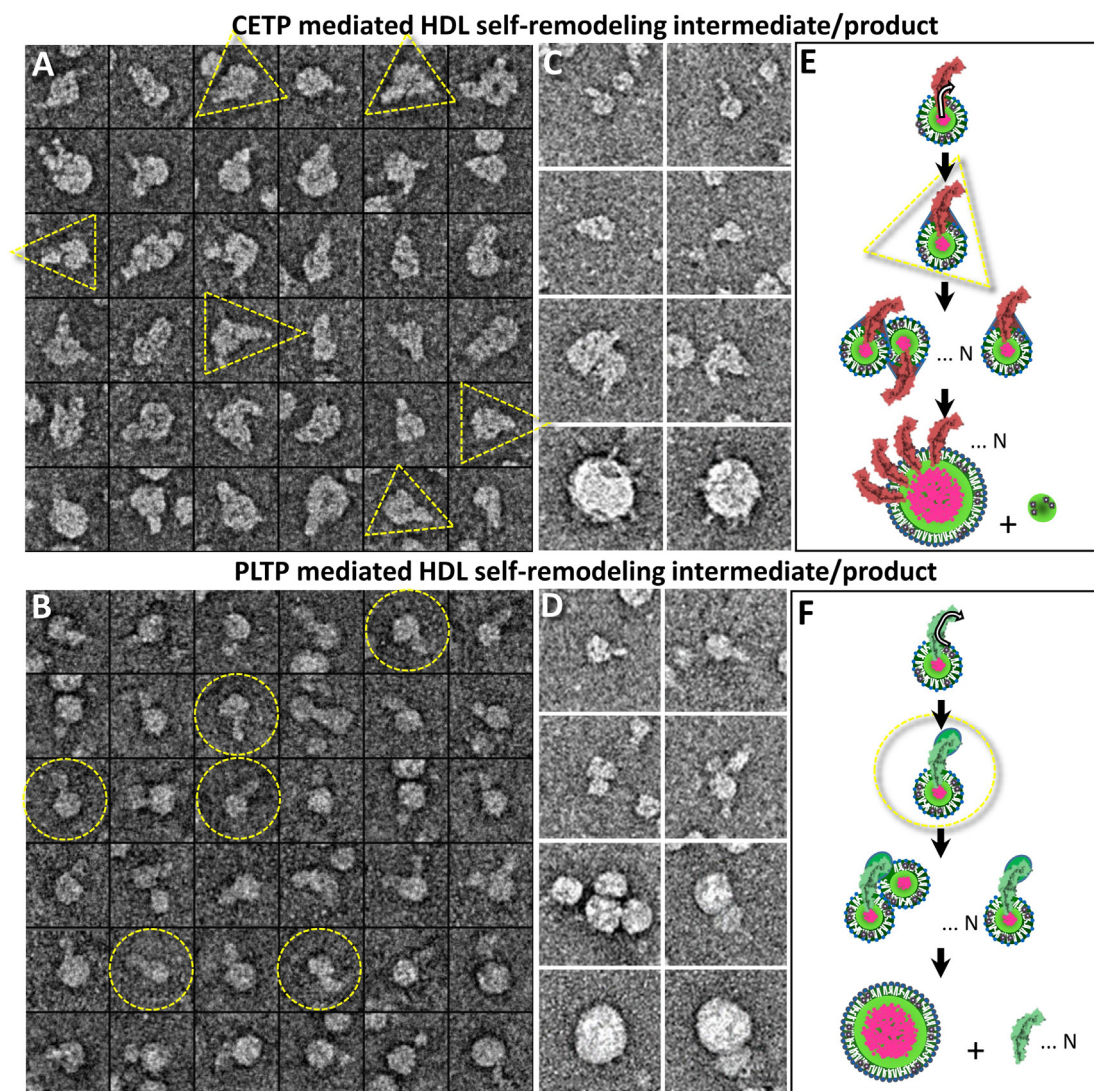 CETP mediated HDL self-remodeling intermediate/product
A
C
E
... N
... N
+
PLTP mediated HDL self-remodeling intermediate/product
B
D
F
... N
+
... N